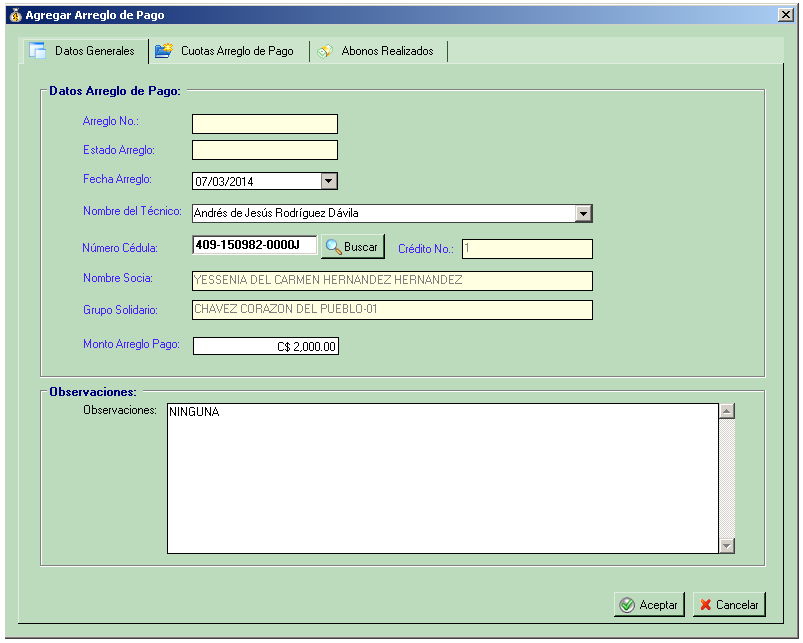 Agregar Arreglo de Pago
Datos Generales Cuotas Arreglo de Pago Abonos Realizados
Datos Arreglo de Pago:
Arreglo No.:
Estado Arreglo:
Fecha Arreglo: 07/03/2014
Nombre del Técnico: Andrés de Jesús Rodríguez Dávila
Número Cédula: 409-150982-0000J Buscar Crédito No.: 1
Nombre Socia: YESSENIA DEL CARMEN HERNANDEZ HERNANDEZ
Grupo Solidario: CHAVEZ CORAZON DEL PUEBLO-01
Monto Arreglo Pago: C$ 2,000.00
Observaciones:
Observaciones: NINGUNA
Aceptar Cancelar